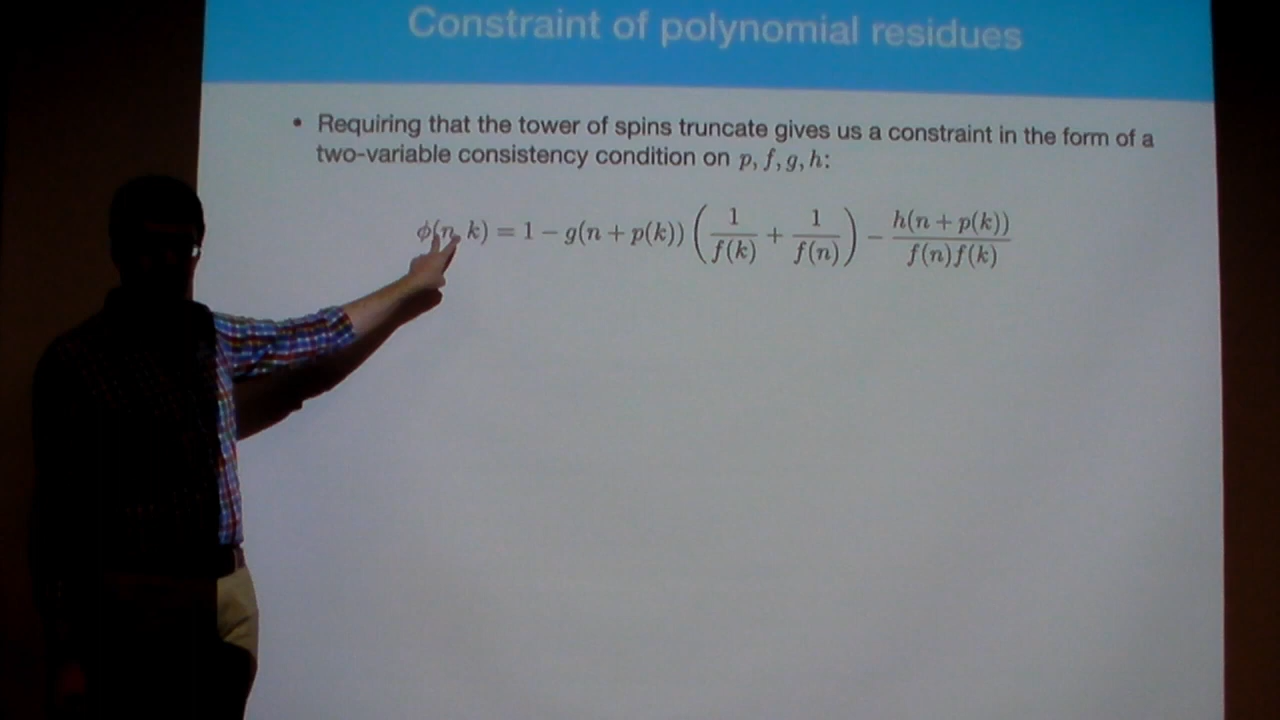 Constraint of polynomial residues
• Requiring that the tower of spins truncate gives us a constraint in the form of a
two-variable consistency condition on p, f, g, h:
ϕ(n, k) = 1 − g(n + p(k)) (1/f(k) + 1/f(n)) − h(n + p(k))/f(n)f(k)